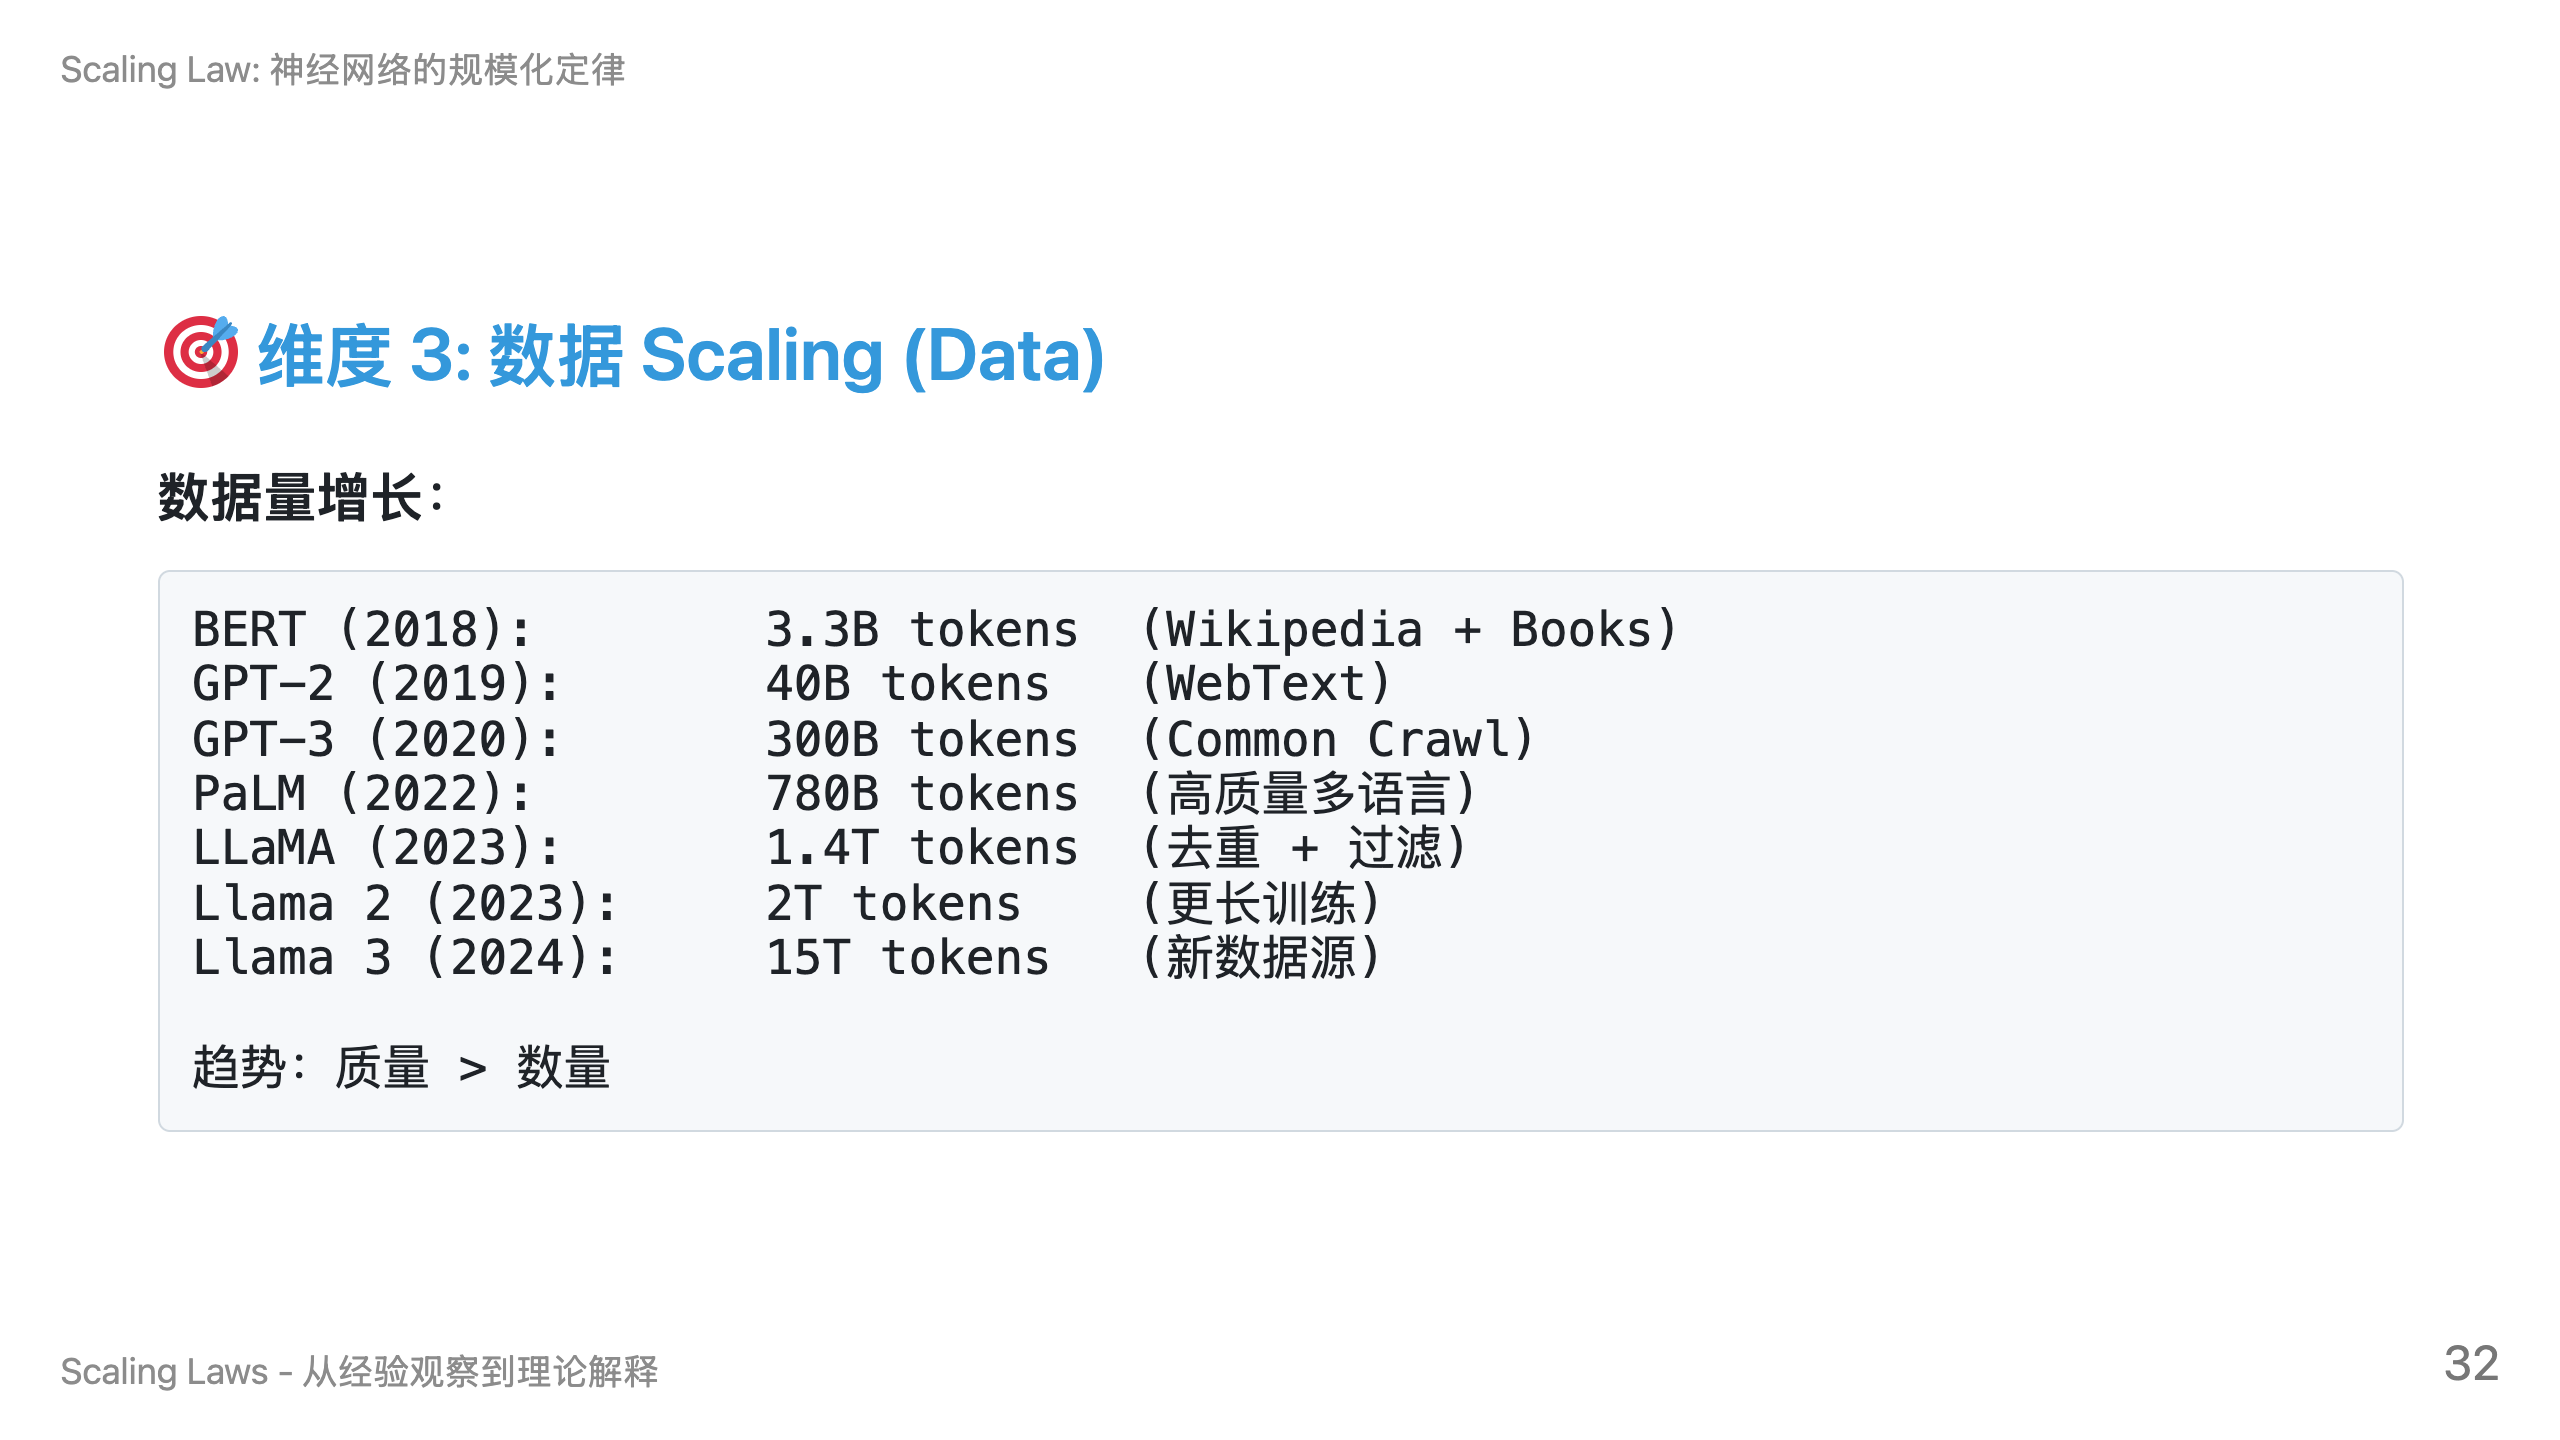 Scaling Law: 神经网络的规模化定律
🎯 维度 3: 数据 Scaling (Data)
数据量增长：
BERT (2018): 3.3B tokens (Wikipedia + Books)
GPT-2 (2019): 40B tokens (WebText)
GPT-3 (2020): 300B tokens (Common Crawl)
PaLM (2022): 780B tokens (高质量多语言)
LLaMA (2023): 1.4T tokens (去重 + 过滤)
Llama 2 (2023): 2T tokens (更长训练)
Llama 3 (2024): 15T tokens (新数据源)
趋势：质量 > 数量
Scaling Laws - 从经验观察到理论解释
32